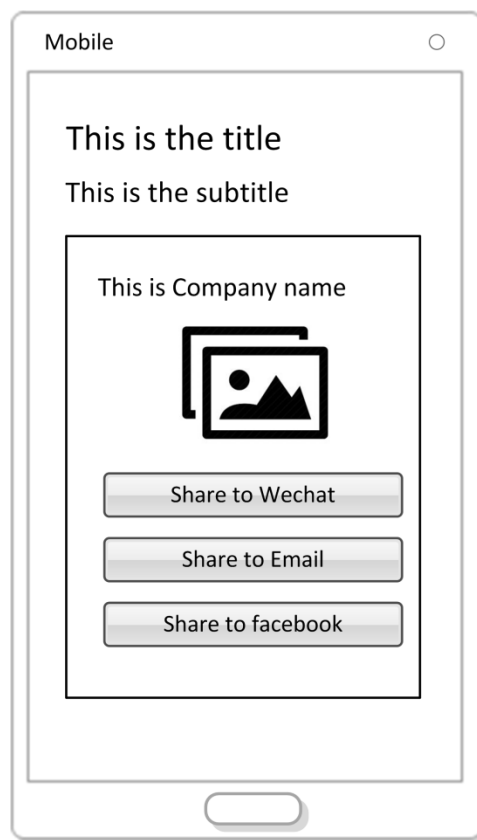 Mobile
This is the title
This is the subtitle
This is Company name
Share to Wechat
Share to Email
Share to facebook